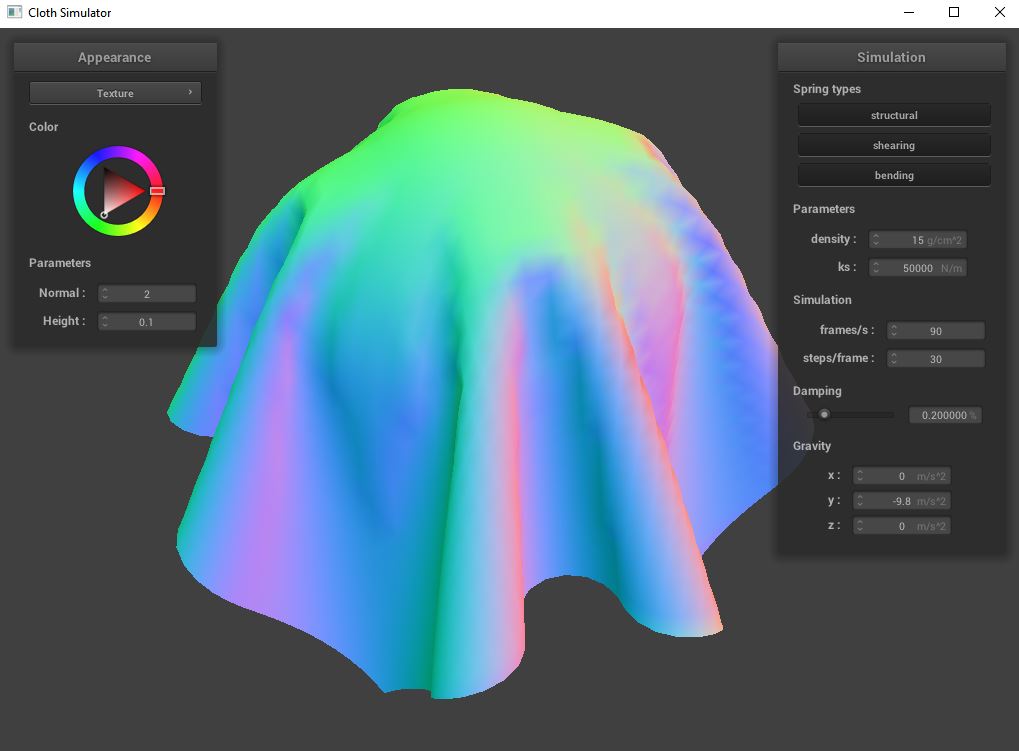 Cloth Simulator
Appearance
Texture
Color
Parameters
Normal : 2
Height : 0.1
Simulation
Spring types
structural
shearing
bending
Parameters
density : 15 g/cm^2
ks : 50000 N/m
Simulation
frames/s : 90
steps/frame : 30
Damping
0.200000 %
Gravity
x : 0 m/s^2
y : -9.8 m/s^2
z : 0 m/s^2